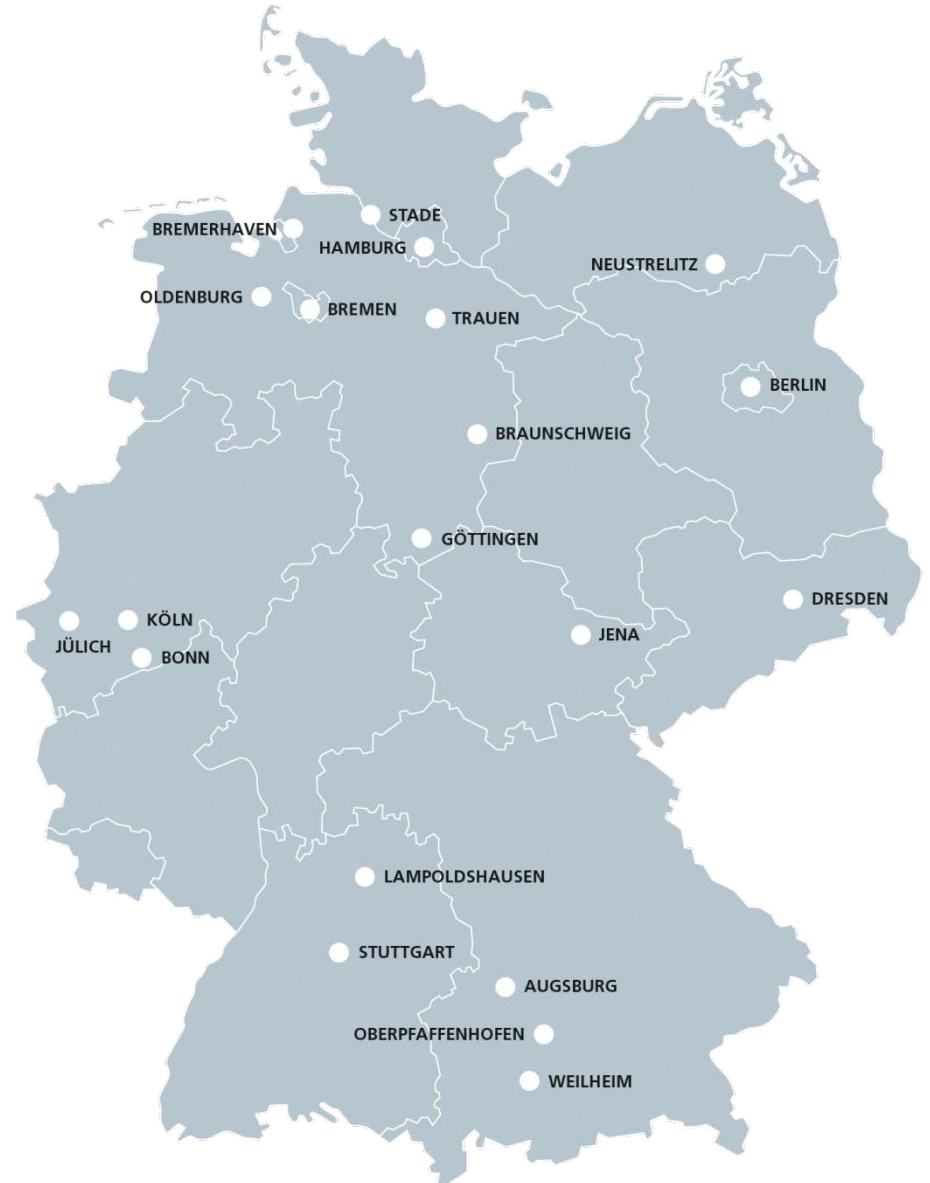 STADE
BREMERHAVEN
HAMBURG
NEUSTRELITZ
OLDENBURG
BREMEN
TRAUEN
BERLIN
BRAUNSCHWEIG
GÖTTINGEN
DRESDEN
KÖLN
JENA
JÜLICH
BONN
LAMPOLDSHAUSEN
STUTTGART
AUGSBURG
OBERPFAFFENHOFEN
WEILHEIM